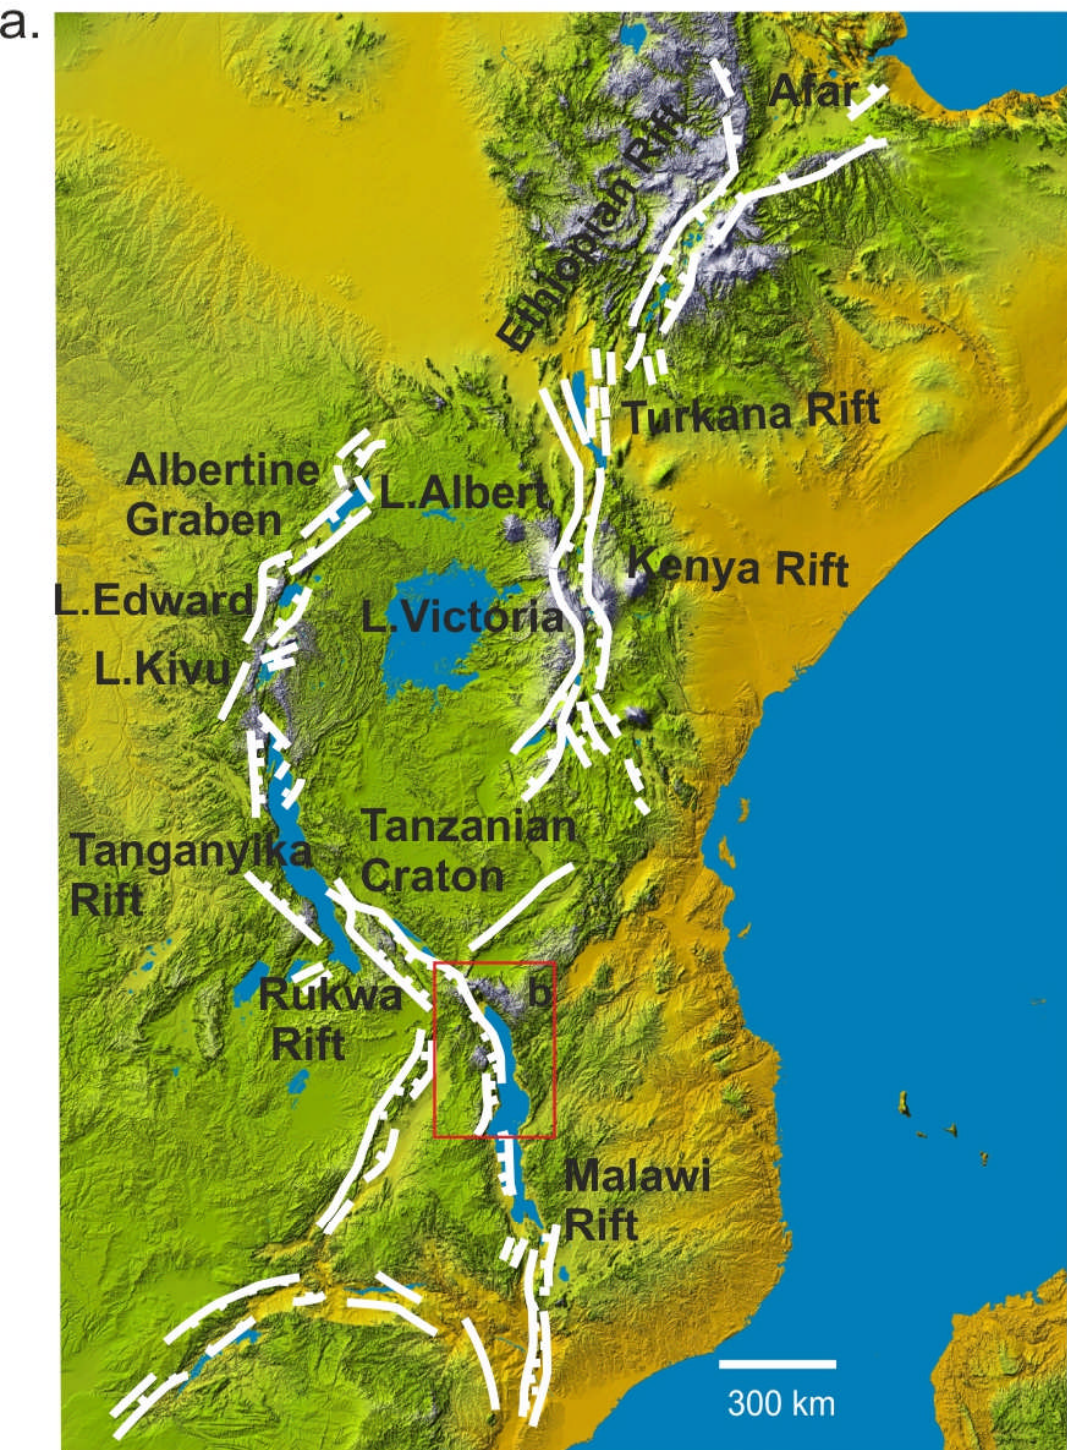 a.
Afar
Ethiopian Rift
Turkana Rift
Albertine
Graben
L.Albert
Kenya Rift
L.Edward
L.Victoria
L.Kivu
Tanzanian
Craton
Tanganyika
Rift
Rukwa
Rift
b
Malawi
Rift
300 km